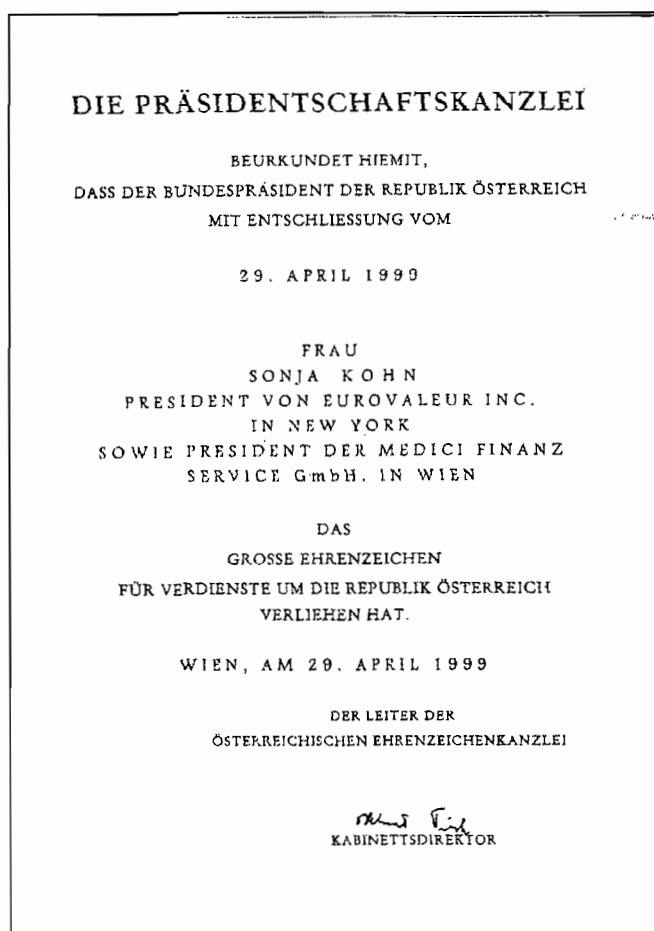 DIE PRÄSIDENTSCHAFTSKANZLEI
BEURKUNDET HIEMIT,
DASS DER BUNDESPRÄSIDENT DER REPUBLIK ÖSTERREICH
MIT ENTSCHLIESSUNG VOM
29. APRIL 1999
FRAU
SONJA KOHN
PRESIDENT VON EUROVALEUR INC.
IN NEW YORK
SOWIE PRESIDENT DER MEDICI FINANZ
SERVICE GmbH. IN WIEN
DAS
GROSSE EHRENZEICHEN
FÜR VERDIENSTE UM DIE REPUBLIK ÖSTERREICH
VERLIEHEN HAT.
WIEN, AM 29. APRIL 1999
DER LEITER DER
ÖSTERREICHISCHEN EHRENZEICHENKANZLEI
KABINETTSDIREKTOR